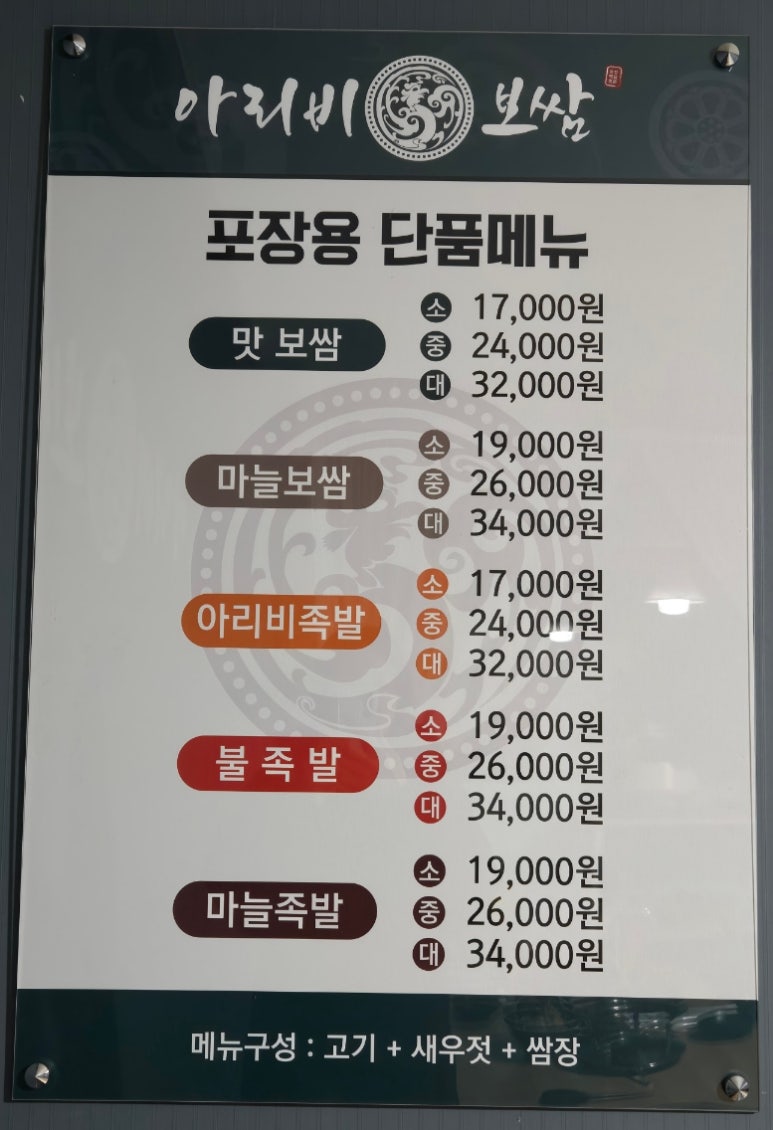 아리비 보쌈
포장용 단품메뉴
맛 보쌈
소 17,000원
중 24,000원
대 32,000원
마늘보쌈
소 19,000원
중 26,000원
대 34,000원
아리비족발
소 17,000원
중 24,000원
대 32,000원
불족발
소 19,000원
중 26,000원
대 34,000원
마늘족발
소 19,000원
중 26,000원
대 34,000원
메뉴구성 : 고기 + 새우젓 + 쌈장